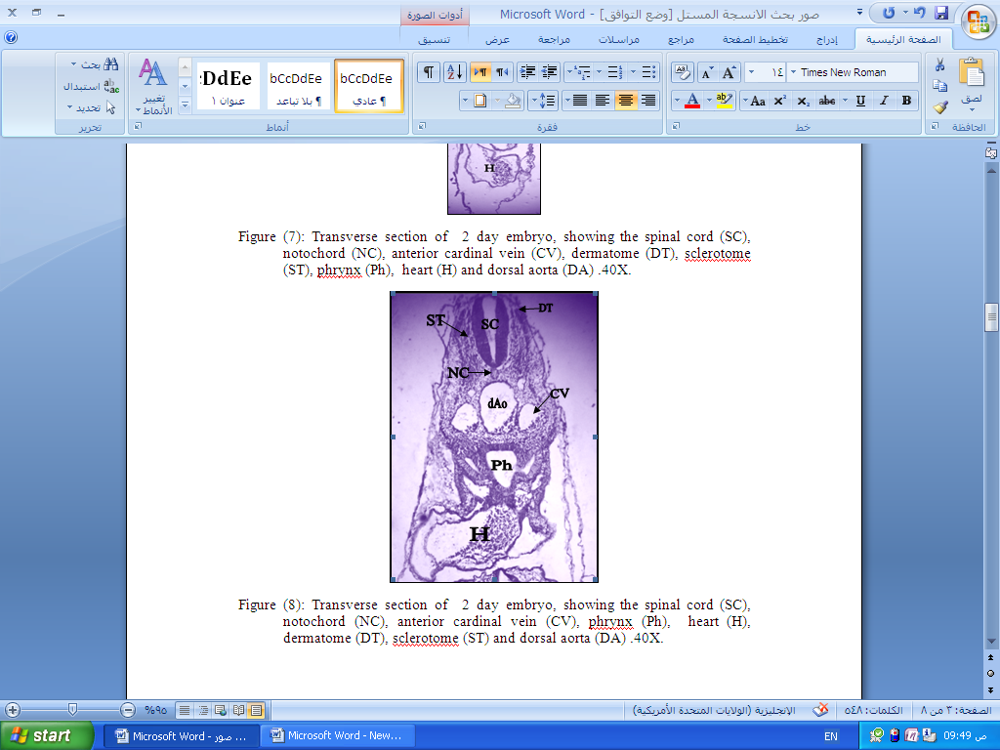 أدوات الصورة
صور بحث الانسجة المستل [وضع التوافق] - Microsoft Word
الصفحة الرئيسية
إدراج
تخطيط الصفحة
مراجع
مراسلات
مراجعة
عرض
تنسيق
لصق
الحافظة
Times New Roman
١٤
B I U abc x₂ x² Aa ab A
خط
فقرة
bCcDdEe
¶ عادي
bCcDdEe
¶ بلا تباعد
:DdEe
عنوان ١
تغيير
الأنماط
أنماط
بحث
استبدال
تحديد
تحرير
H
Figure (7): Transverse section of 2 day embryo, showing the spinal cord (SC),
notochord (NC), anterior cardinal vein (CV), dermatome (DT), sclerotome
(ST), phrynx (Ph), heart (H) and dorsal aorta (DA) .40X.
DT
ST
SC
NC
CV
dAo
Ph
H
Figure (8): Transverse section of 2 day embryo, showing the spinal cord (SC),
notochord (NC), anterior cardinal vein (CV), phrynx (Ph), heart (H),
dermatome (DT), sclerotome (ST) and dorsal aorta (DA) .40X.
الصفحة: ٣ من ٨
الكلمات: ٥٤٨
الانجليزية (الولايات المتحدة الأمريكية)
٩٥%
start
Microsoft Word - صور ...
Microsoft Word - New...
EN
09:49 ص